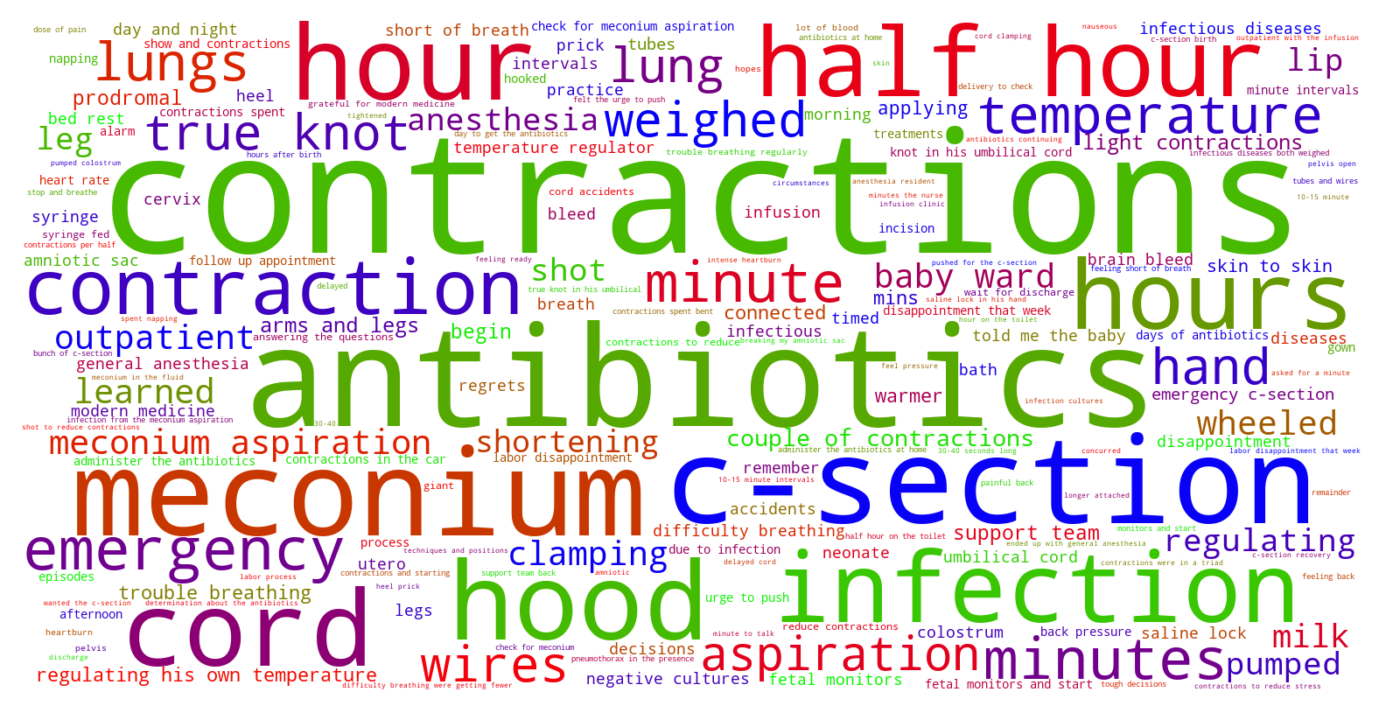 dose of pain
day and night
hour
short of breath
check for meconium aspiration
lot of blood
half hour
nauseous
infectious diseases
outpatient with the infusion
show and contractions
antibiotics at home
cord clamping
c-section birth
napping
lungs
prick
tubes
lung
intervals
hopes
skin
lip
hooked
prodromal
heel
felt the urge to push
practice
delivery to check
minute intervals
grateful for modern medicine
contractions spent
bed rest
tightened
anesthesia
weighed
morning
applying
temperature
leg
alarm
true knot
day to get the antibiotics
treatments
antibiotics continuing
light contractions
hours after birth
temperature regulator
trouble breathing regularly
knot in his umbilical cord
infectious diseases both weighed
pumped colostrum
contractions
pelvis open
stop and breathe
heart rate
circumstances
anesthesia resident
tubes and wires
cord accidents
minutes the nurse
10-15 minute
cervix
infusion clinic
syringe
bleed
infusion
incision
syringe fed
contractions per half
amniotic sac
follow up appointment
feeling ready
intense heartburn
pushed for the c-section
brain bleed
feeling short of breath
skin to skin
shot
true knot in his umbilical
minute
baby ward
contraction
delayed
breath
contractions spent bent
connected
mins
saline lock in his hand
wait for discharge
disappointment that week
hours
spent napping
arms and legs
timed
hour on the toilet
outpatient
answering the questions
begin
infectious
told me the baby
days of antibiotics
diseases
bunch of c-section
general anesthesia
contractions to reduce
breaking my amniotic sac
gown
antibiotics
feel pressure
bath
hand
asked for a minute
meconium in the fluid
learned
regrets
warmer
infection cultures
emergency c-section
modern medicine
infection from the meconium aspiration
30-40
wheeled
shot to reduce contractions
meconium aspiration
shortening
couple of contractions
disappointment
administer the antibiotics
contractions in the car
labor disappointment
administer the antibiotics at home
30-40 seconds long
concurred
labor disappointment that week
meconium
remember
c-section
10-15 minute intervals
painful back
giant
longer attached
remainder
accidents
emergency
process
difficulty breathing
half hour on the toilet
support team
monitors and start
regulating
techniques and positions
clamping
due to infection
ended up with general anesthesia
neonate
umbilical cord
c-section recovery
utero
delayed cord
contractions were in a triad
episodes
labor process
contractions and starting
support team back
amniotic
hood
infection
feeling back
trouble breathing
heel prick
urge to push
wanted the c-section
determination about the antibiotics
afternoon
cord
legs
reduce contractions
colostrum
back pressure
saline lock
heartburn
pelvis
check for meconium
decisions
minute to talk
milk
discharge
wires
pneumothorax in the presence
aspiration
minutes
pumped
regulating his own temperature
negative cultures
fetal monitors
difficulty breathing were getting fewer
fetal monitors and start
tough decisions
contractions to reduce stress